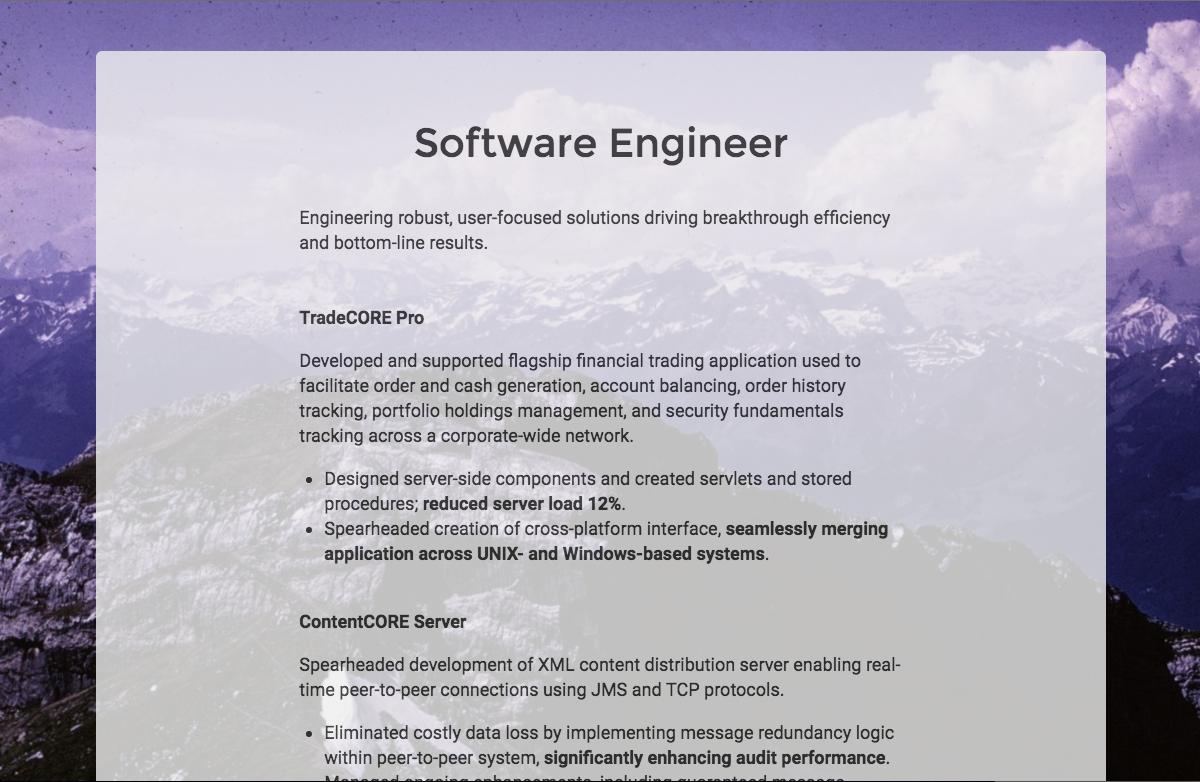 Software Engineer
Engineering robust, user-focused solutions driving breakthrough efficiency
and bottom-line results.
TradeCORE Pro
Developed and supported flagship financial trading application used to
facilitate order and cash generation, account balancing, order history
tracking, portfolio holdings management, and security fundamentals
tracking across a corporate-wide network.
• Designed server-side components and created servlets and stored
procedures; reduced server load 12%.
• Spearheaded creation of cross-platform interface, seamlessly merging
application across UNIX- and Windows-based systems.
ContentCORE Server
Spearheaded development of XML content distribution server enabling real-
time peer-to-peer connections using JMS and TCP protocols.
• Eliminated costly data loss by implementing message redundancy logic
within peer-to-peer system, significantly enhancing audit performance.
• Managed ongoing enhancements, including guaranteed message